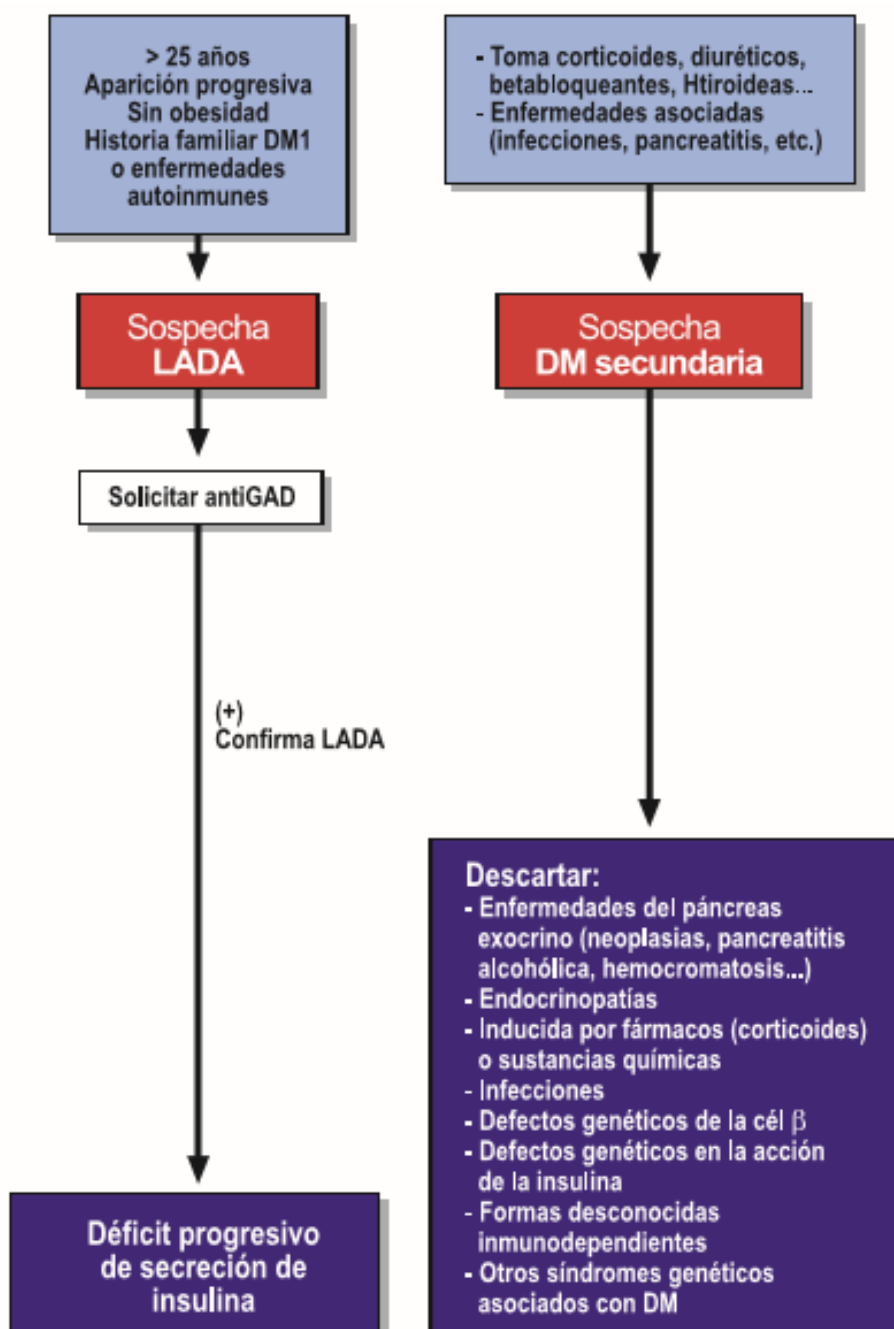 > 25 años
Aparición progresiva
Sin obesidad
Historia familiar DM1
o enfermedades
autoinmunes
Sospecha
LADA
Solicitar antiGAD
(+)
Confirma LADA
Déficit progresivo
de secreción de
insulina
- Toma corticoides, diuréticos,
betabloqueantes, Htiroideas...
- Enfermedades asociadas
(infecciones, pancreatitis, etc.)
Sospecha
DM secundaria
Descartar:
- Enfermedades del páncreas
exocrino (neoplasias, pancreatitis
alcohólica, hemocromatosis...)
- Endocrinopatías
- Inducida por fármacos (corticoides)
o sustancias químicas
- Infecciones
- Defectos genéticos de la cél β
- Defectos genéticos en la acción
de la insulina
- Formas desconocidas
inmunodependientes
- Otros síndromes genéticos
asociados con DM